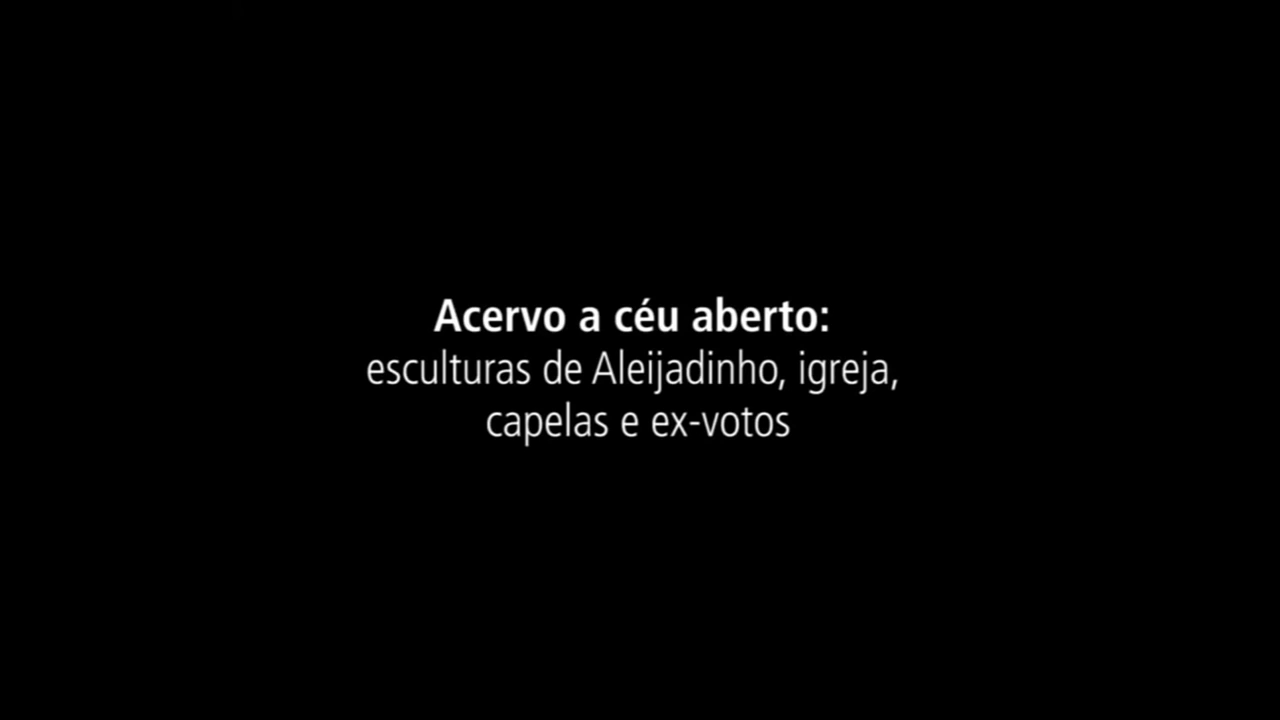 Acervo a céu aberto:
esculturas de Aleijadinho, igreja,
capelas e ex-votos